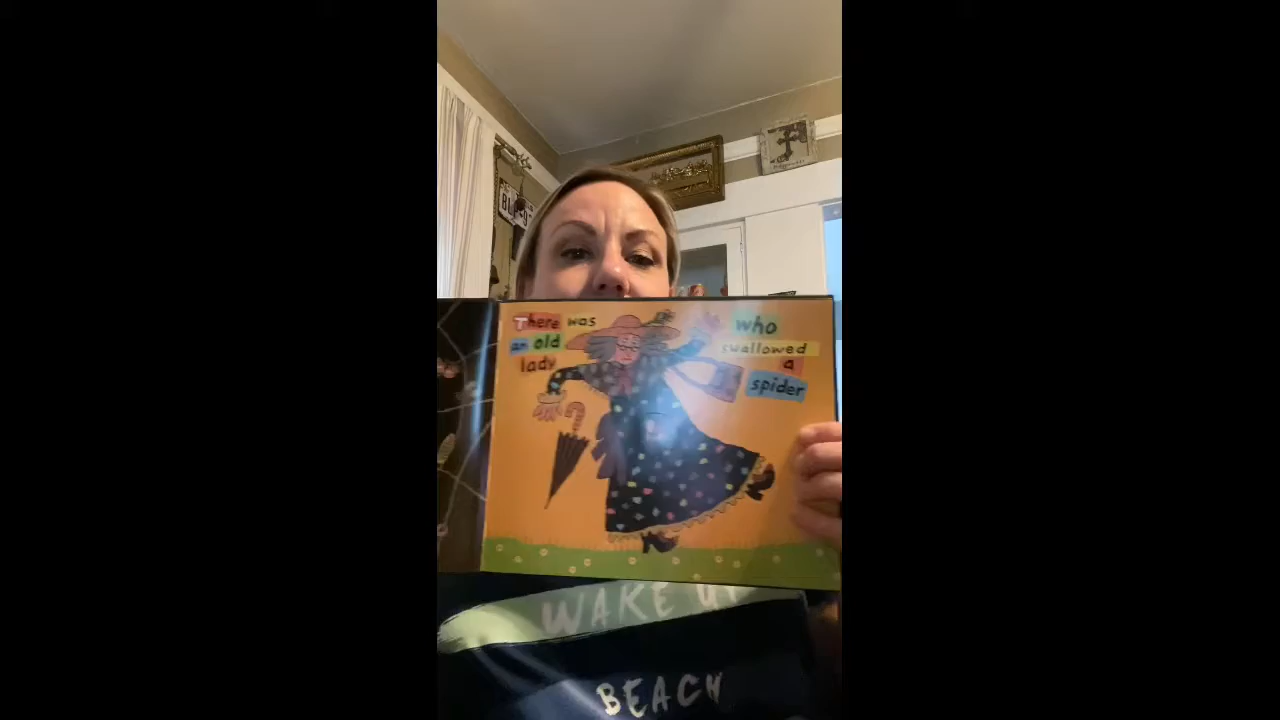 There was
an old
lady
who
swallowed
a
spider
WAKE UP
BEACH